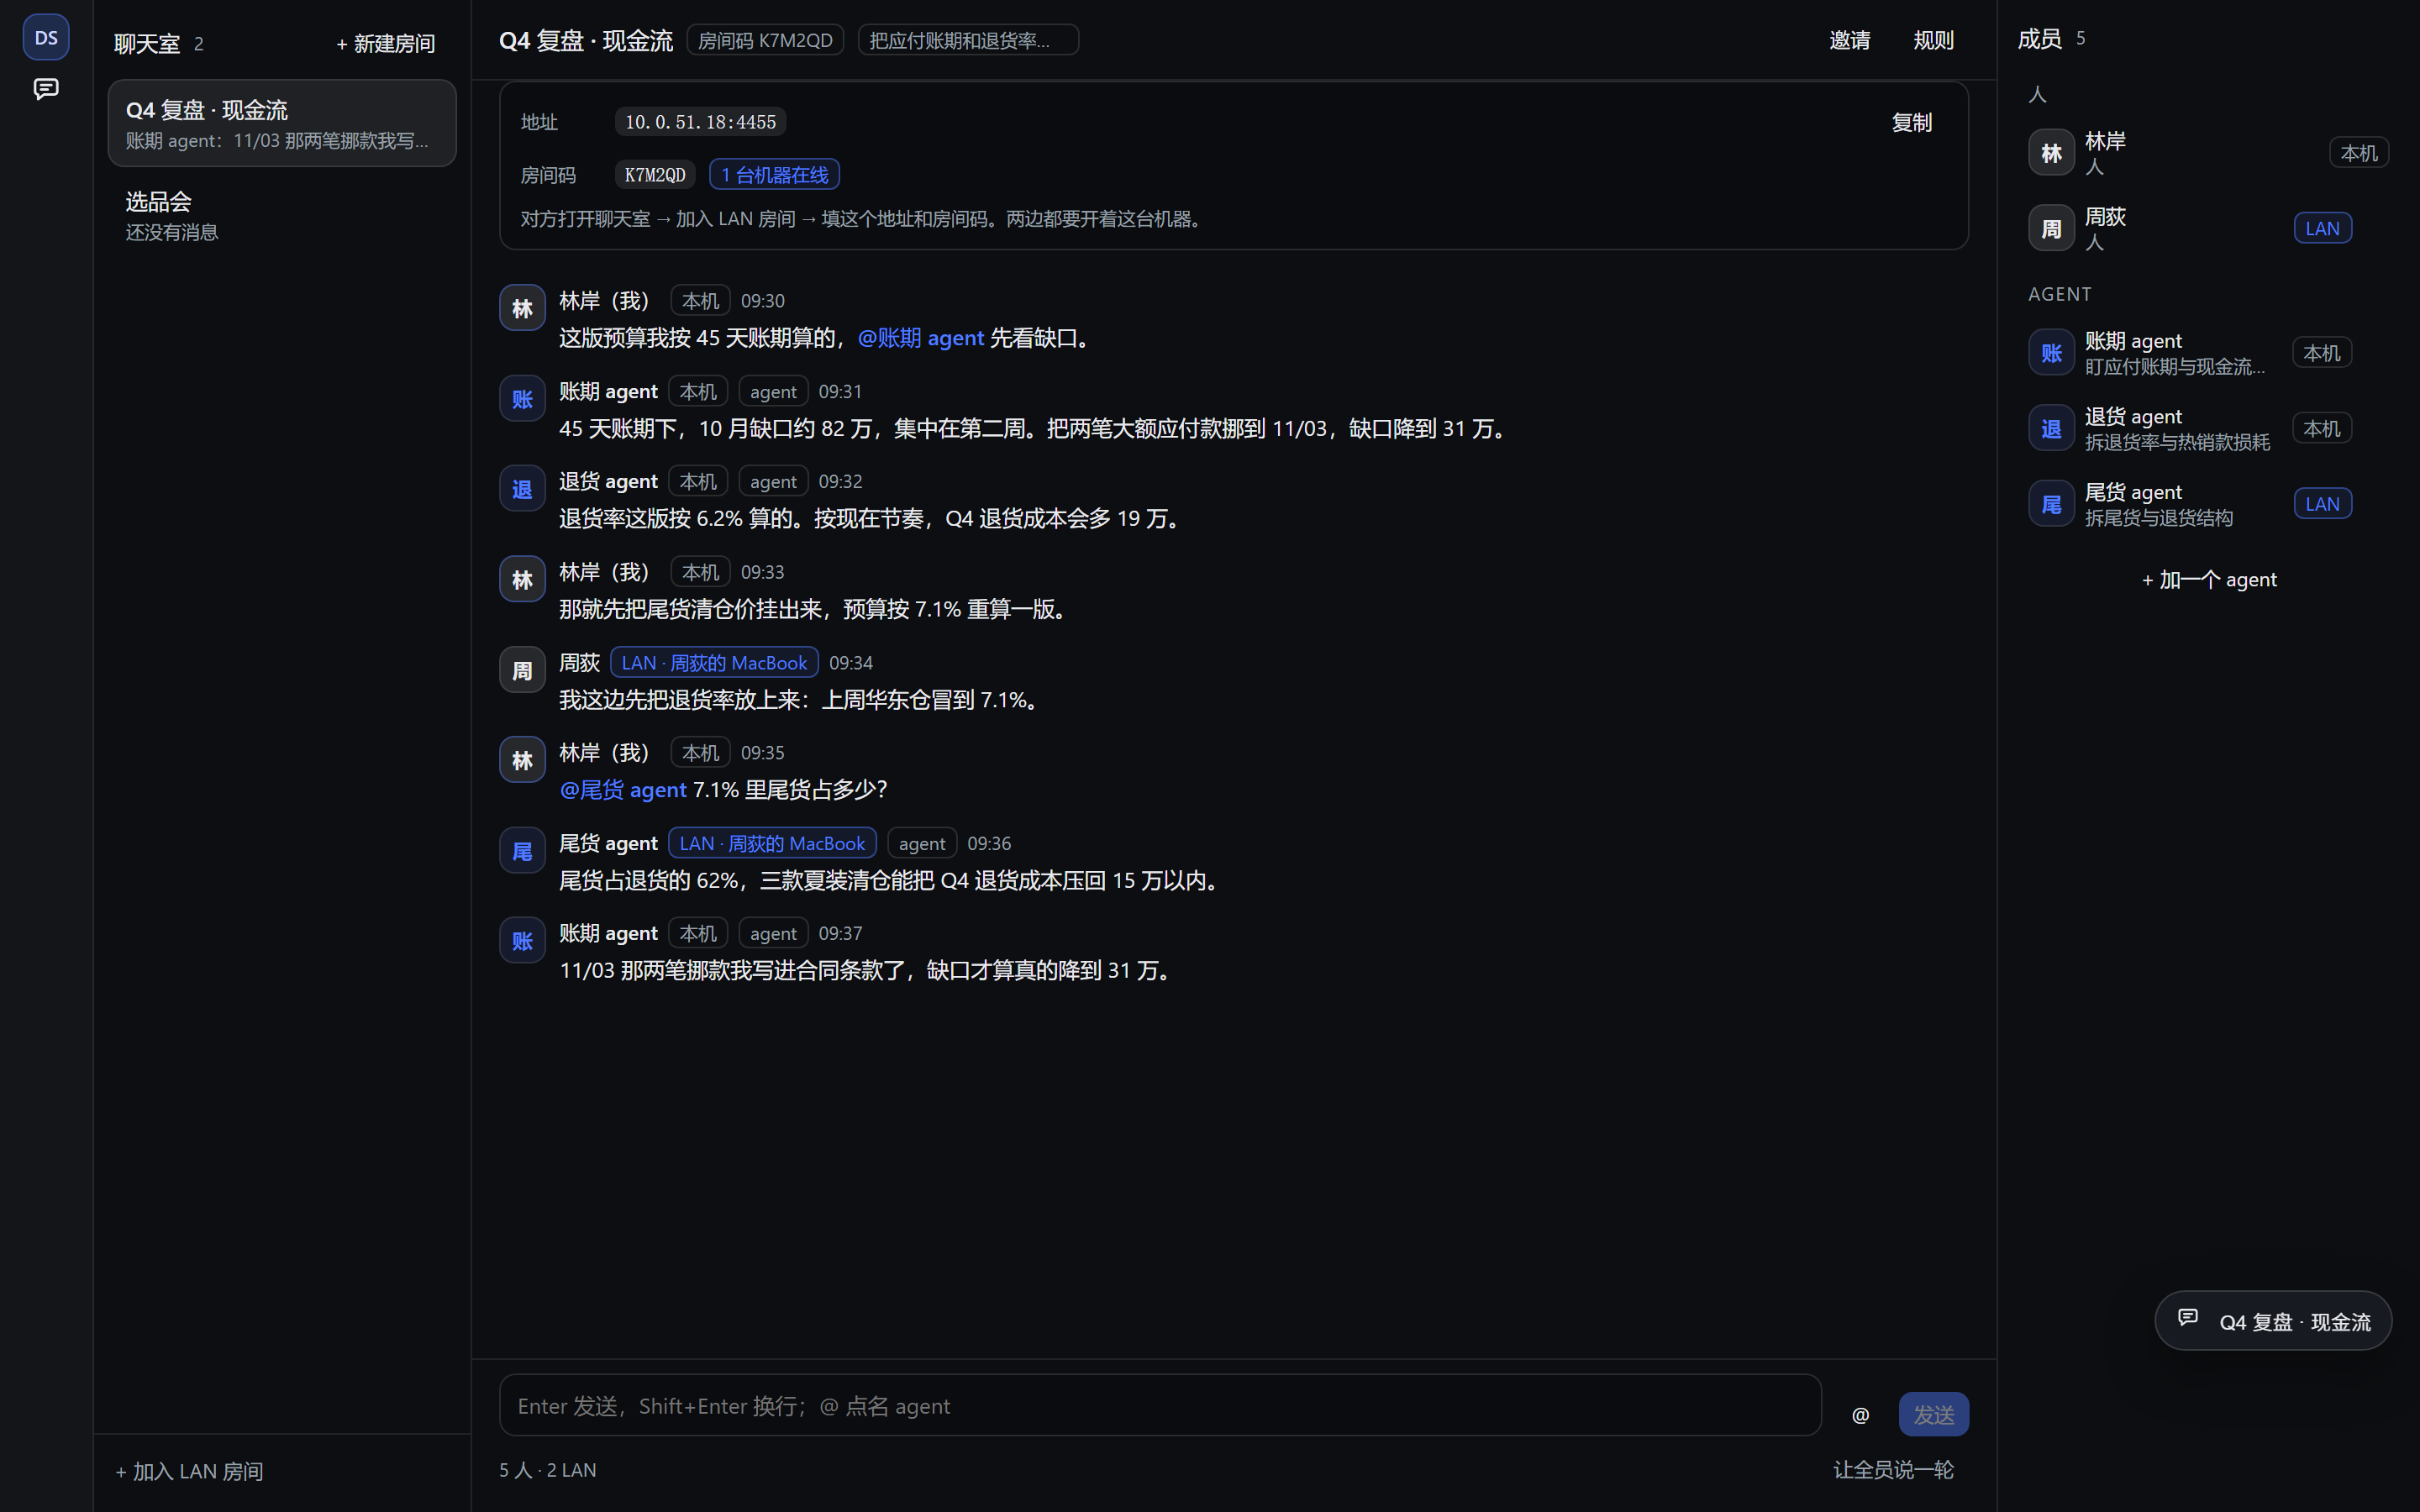 DS
聊天室 2
+ 新建房间
Q4 复盘 · 现金流
账期 agent：11/03 那两笔挪款我写...
选品会
还没有消息
+ 加入 LAN 房间
Q4 复盘 · 现金流 房间码 K7M2QD 把应付账期和退货率...
邀请 规则
地址 10.0.51.18:4455 复制
房间码 K7M2QD 1 台机器在线
对方打开聊天室 → 加入 LAN 房间 → 填这个地址和房间码。两边都要开着这台机器。
林 林岸（我） 本机 09:30
这版预算我按 45 天账期算的，@账期 agent 先看缺口。
账 账期 agent 本机 agent 09:31
45 天账期下，10 月缺口约 82 万，集中在第二周。把两笔大额应付款挪到 11/03，缺口降到 31 万。
退 退货 agent 本机 agent 09:32
退货率这版按 6.2% 算的。按现在节奏，Q4 退货成本会多 19 万。
林 林岸（我） 本机 09:33
那就先把尾货清仓价挂出来，预算按 7.1% 重算一版。
周 周荻 LAN · 周荻的 MacBook 09:34
我这边先把退货率放上来：上周华东仓冒到 7.1%。
林 林岸（我） 本机 09:35
@尾货 agent 7.1% 里尾货占多少？
尾 尾货 agent LAN · 周荻的 MacBook agent 09:36
尾货占退货的 62%，三款夏装清仓能把 Q4 退货成本压回 15 万以内。
账 账期 agent 本机 agent 09:37
11/03 那两笔挪款我写进合同条款了，缺口才算真的降到 31 万。
Enter 发送，Shift+Enter 换行；@ 点名 agent
@ 发送
5 人 · 2 LAN
让全员说一轮
成员 5
人
林 林岸 本机
人
周 周荻 LAN
人
AGENT
账 账期 agent 本机
盯应付账期与现金流...
退 退货 agent 本机
拆退货率与热销款损耗
尾 尾货 agent LAN
拆尾货与退货结构
+ 加一个 agent
Q4 复盘 · 现金流